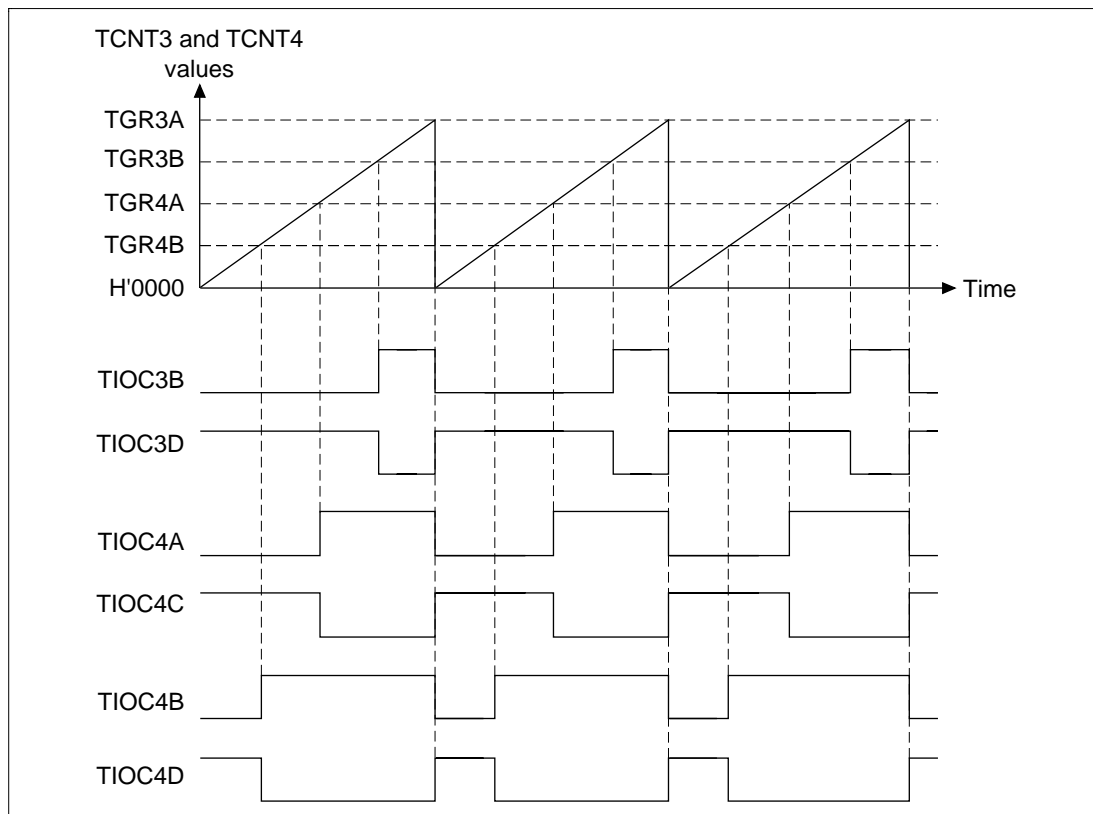 TCNT3 and TCNT4
values
TGR3A
TGR3B
TGR4A
TGR4B
H'0000
Time
TIOC3B
TIOC3D
TIOC4A
TIOC4C
TIOC4B
TIOC4D